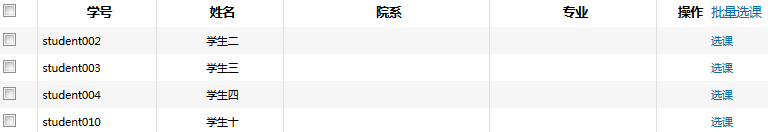 学号 姓名 院系 专业 操作 批量选课
student002 学生二 选课
student003 学生三 选课
student004 学生四 选课
student010 学生十 选课